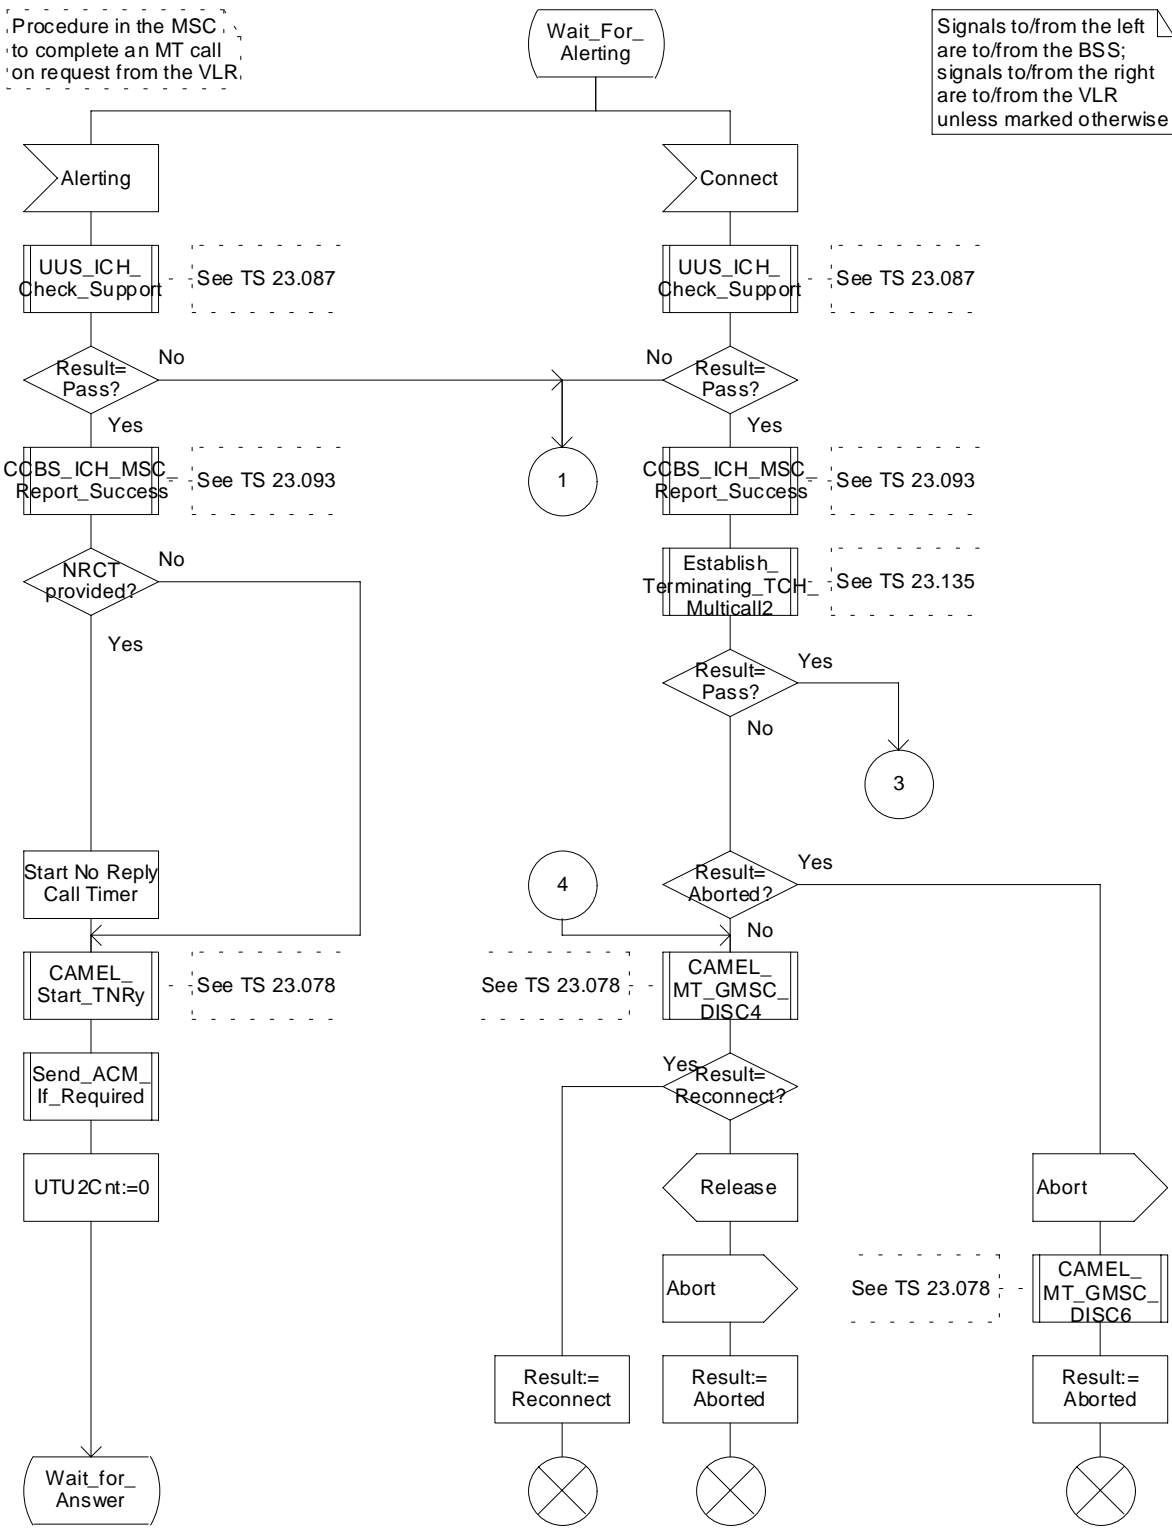 Procedure in the MSC
to complete an MT call
on request from the VLR
Wait_For_
Alerting
Signals to/from the left
are to/from the BSS;
signals to/from the right
are to/from the VLR
unless marked otherwise
Alerting
Connect
UUS_ICH_
Check_Support
See TS 23.087
UUS_ICH_
Check_Support
See TS 23.087
Result=
Pass?
No
Yes
No
Result=
Pass?
Yes
CCBS_ICH_MSC_
Report_Success
See TS 23.093
1
CCBS_ICH_MSC_
Report_Success
See TS 23.093
NRCT
provided?
No
Yes
Establish_
Terminating_TCH_
Multicall2
See TS 23.135
Result=
Pass?
Yes
No
3
Start No Reply
Call Timer
4
Result=
Aborted?
Yes
No
CAMEL_
Start_TNRy
See TS 23.078
See TS 23.078
CAMEL_
MT_GMSC_
DISC4
Send_ACM_
If_Required
Yes
Result=
Reconnect?
UTU2Cnt:=0
Release
Abort
Abort
See TS 23.078
CAMEL_
MT_GMSC_
DISC6
Result:=
Reconnect
Result:=
Aborted
Result:=
Aborted
Wait_for_
Answer